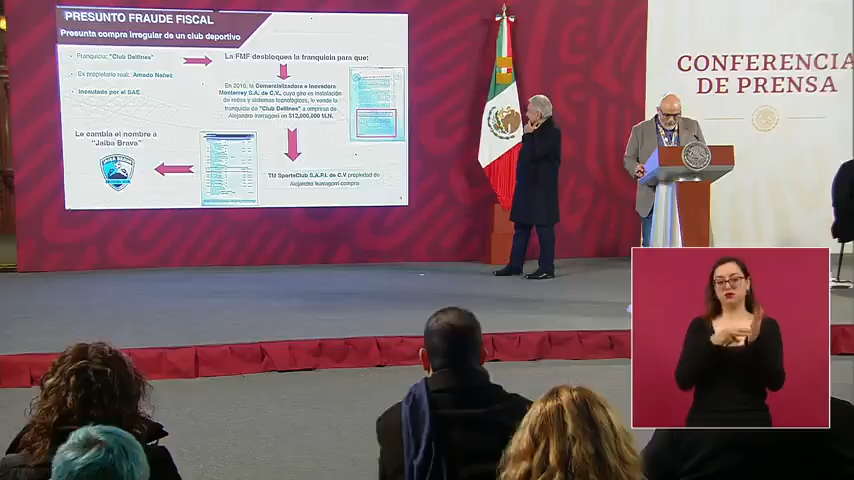 PRESUNTO FRAUDE FISCAL
Presunta compra irregular de un club deportivo
Franquicia: "Club Delfines"
La FMF desbloquea la franquicia para que:
Ex propietario real: Amado Náñez
Incautada por el SAE
En 2016, la Comercializadora e Inovadora
Monterrey S.A. de C.V., cuyo giro es instalación
de redes y sistemas tecnológicos, le vende la
franquicia de "Club Delfines" a empresa de
Alejandro Irarragorri en $12,000,000 M.N.
Le cambia el nombre a
"Jaiba Brava"
TM SportsClub S.A.P.I. de C.V propiedad de
Alejandro Irarragorri compra
CONFERENCIA
DE PRENSA